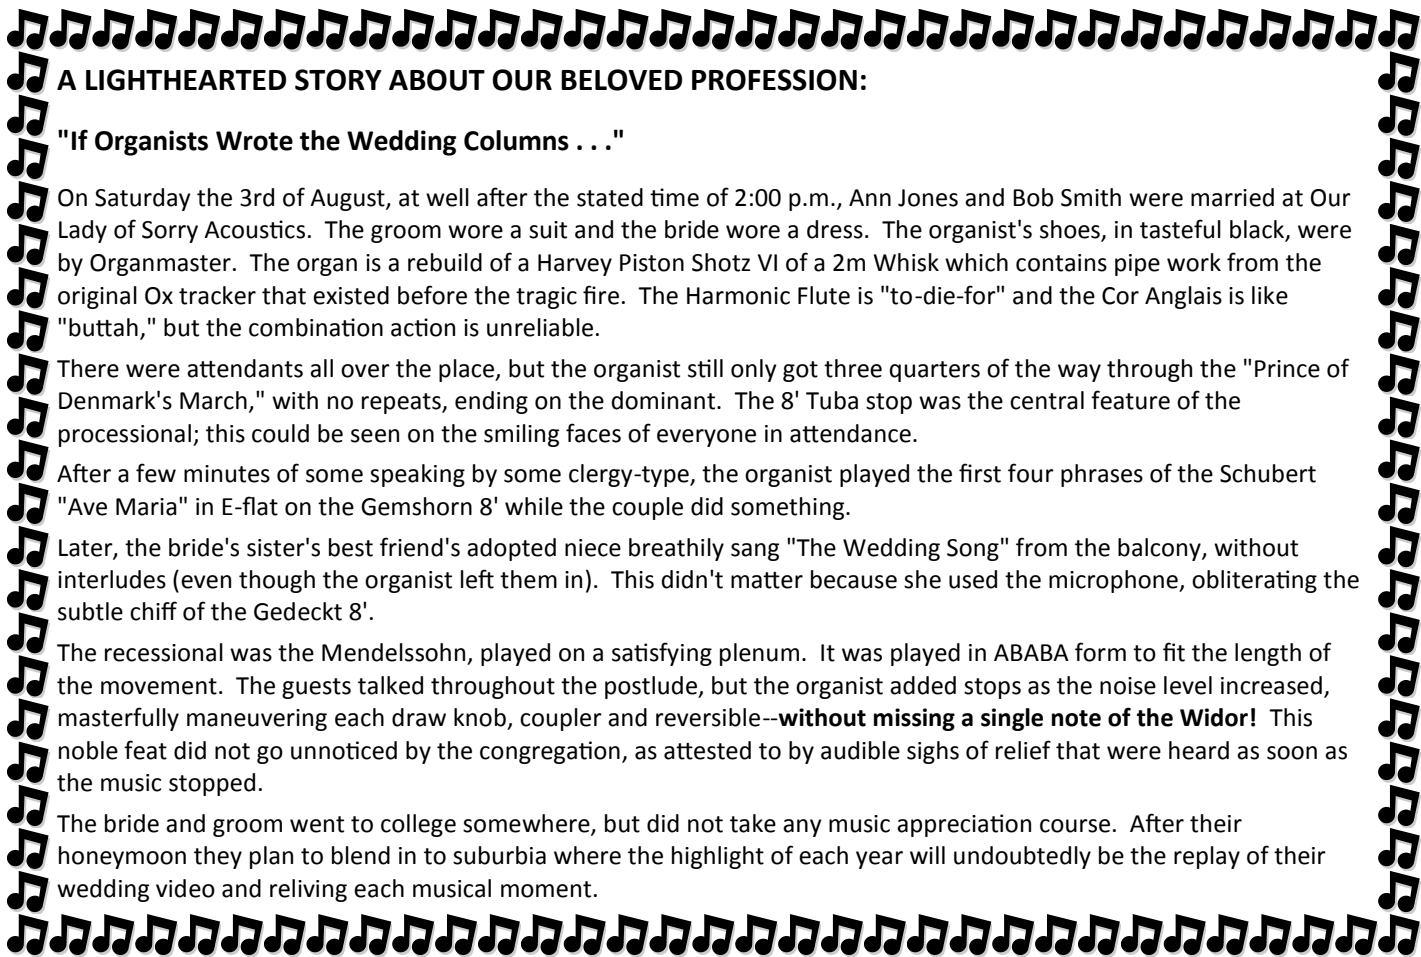 A LIGHTHEARTED STORY ABOUT OUR BELOVED PROFESSION:
"If Organists Wrote the Wedding Columns . . ."
On Saturday the 3rd of August, at well after the stated time of 2:00 p.m., Ann Jones and Bob Smith were married at Our
Lady of Sorry Acoustics.  The groom wore a suit and the bride wore a dress.  The organist's shoes, in tasteful black, were
by Organmaster.  The organ is a rebuild of a Harvey Piston Shotz VI of a 2m Whisk which contains pipe work from the
original Ox tracker that existed before the tragic fire.  The Harmonic Flute is "to-die-for" and the Cor Anglais is like
"buttah," but the combination action is unreliable.
There were attendants all over the place, but the organist still only got three quarters of the way through the "Prince of
Denmark's March," with no repeats, ending on the dominant.  The 8' Tuba stop was the central feature of the
processional; this could be seen on the smiling faces of everyone in attendance.
After a few minutes of some speaking by some clergy-type, the organist played the first four phrases of the Schubert
"Ave Maria" in E-flat on the Gemshorn 8' while the couple did something.
Later, the bride's sister's best friend's adopted niece breathily sang "The Wedding Song" from the balcony, without
interludes (even though the organist left them in).  This didn't matter because she used the microphone, obliterating the
subtle chiff of the Gedeckt 8'.
The recessional was the Mendelssohn, played on a satisfying plenum.  It was played in ABABA form to fit the length of
the movement.  The guests talked throughout the postlude, but the organist added stops as the noise level increased,
masterfully maneuvering each draw knob, coupler and reversible--without missing a single note of the Widor!  This
noble feat did not go unnoticed by the congregation, as attested to by audible sighs of relief that were heard as soon as
the music stopped.
The bride and groom went to college somewhere, but did not take any music appreciation course.  After their
honeymoon they plan to blend in to suburbia where the highlight of each year will undoubtedly be the replay of their
wedding video and reliving each musical moment.